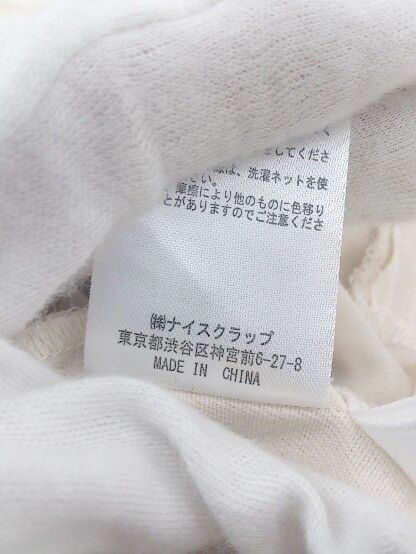 く
してくださ
際は、洗濯ネットを使
い。
摩擦により他のものに色移り
とがありますのでご注意くださ
㈱ナイスクラップ
東京都渋谷区神宮前6-27-8
MADE IN CHINA